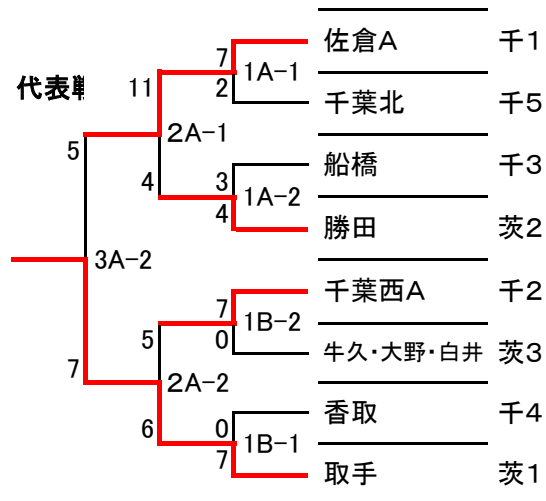 佐倉A 千1
7
1A-1
代表戦 11
2
千葉北 千5
2A-1
5
船橋 千3
4 3
1A-2
4
勝田 茨2
3A-2
千葉西A 千2
7
1B-2
5 0
牛久・大野・白井 茨3
7
2A-2
香取 千4
6 0
1B-1
7
取手 茨1